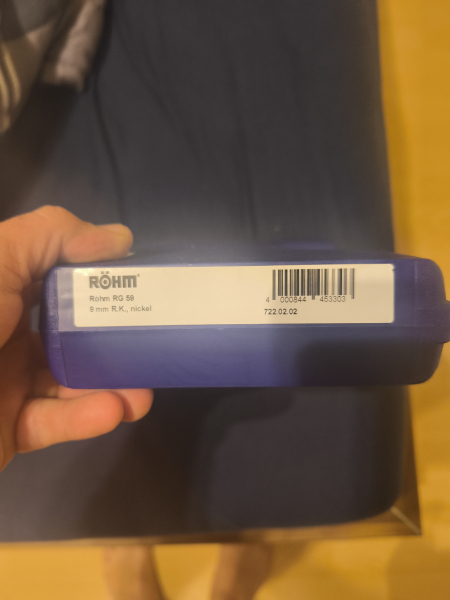 RÖHM®
Röhm RG 59
9 mm R.K., nickel
4 000844 453303
722.02.02